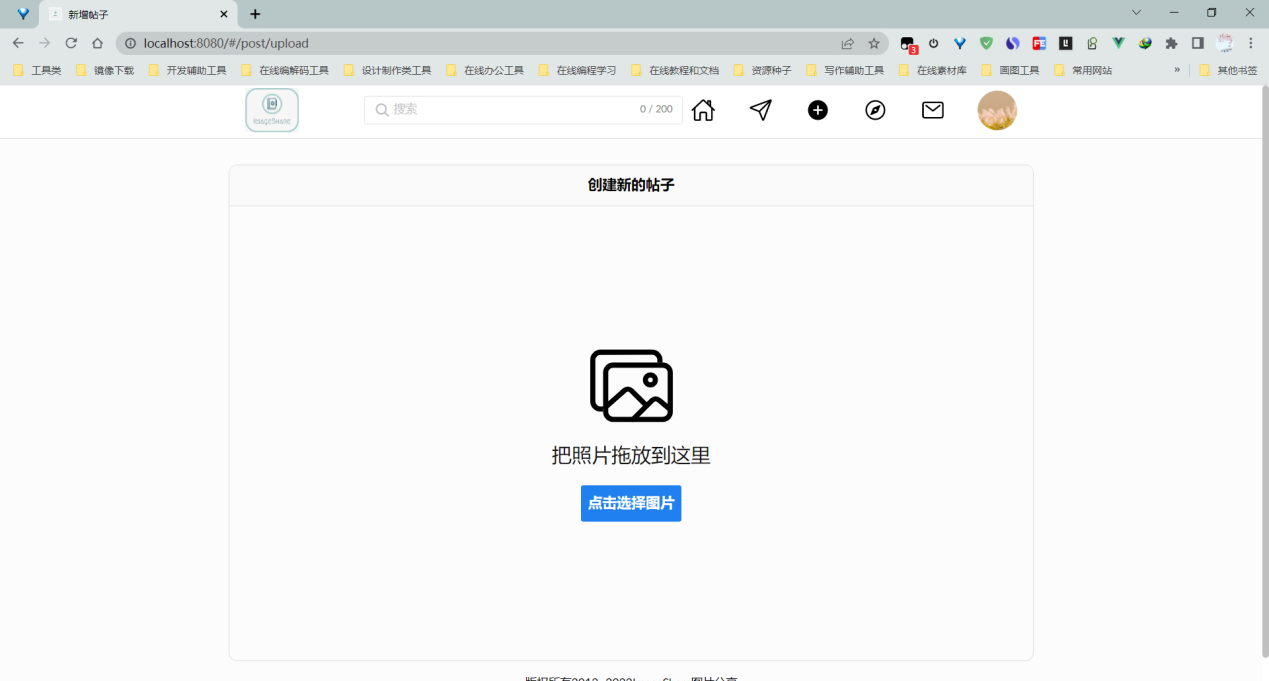 新增帖子
localhost:8080/#/post/upload
3
工具类 镜像下载 开发辅助工具 在线编解码工具 设计制作类工具 在线办公工具 在线编程学习 在线教程和文档 资源种子 写作辅助工具 在线素材库 画图工具 常用网站 » 其他书签
ImageShare
搜索 0 / 200
创建新的帖子
把照片拖放到这里
点击选择图片